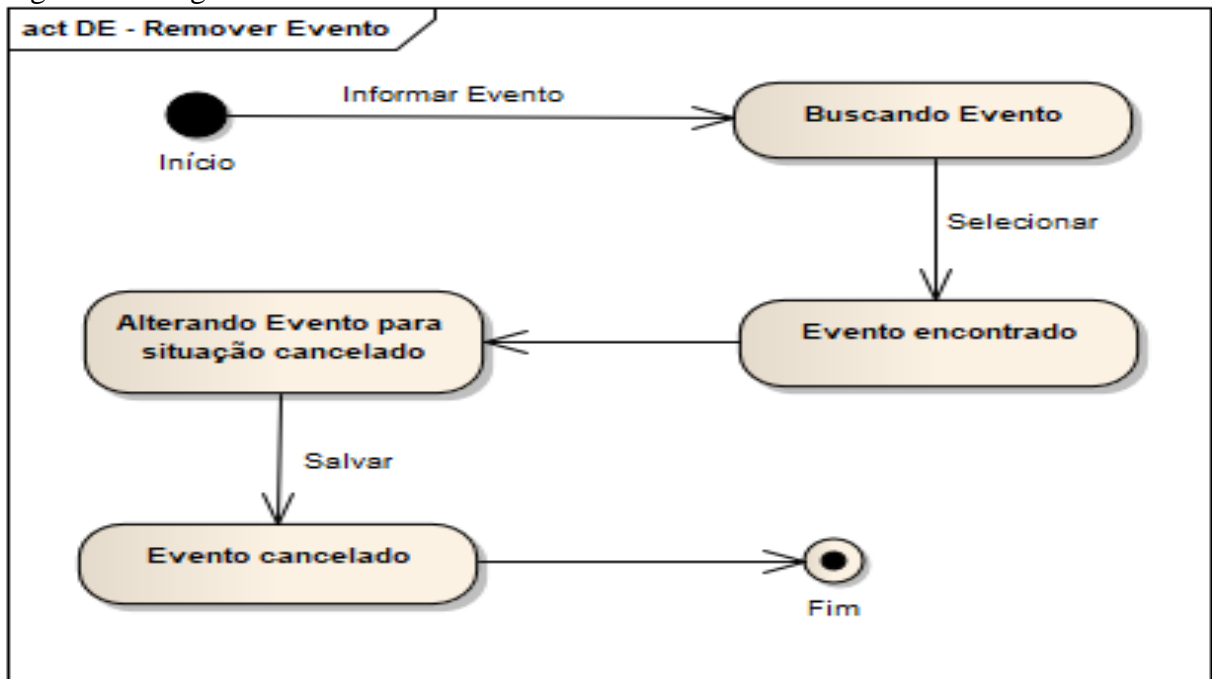 act DE - Remover Evento
Informar Evento
Buscando Evento
Início
Selecionar
Alterando Evento para
situação cancelado
Evento encontrado
Salvar
Evento cancelado
Fim